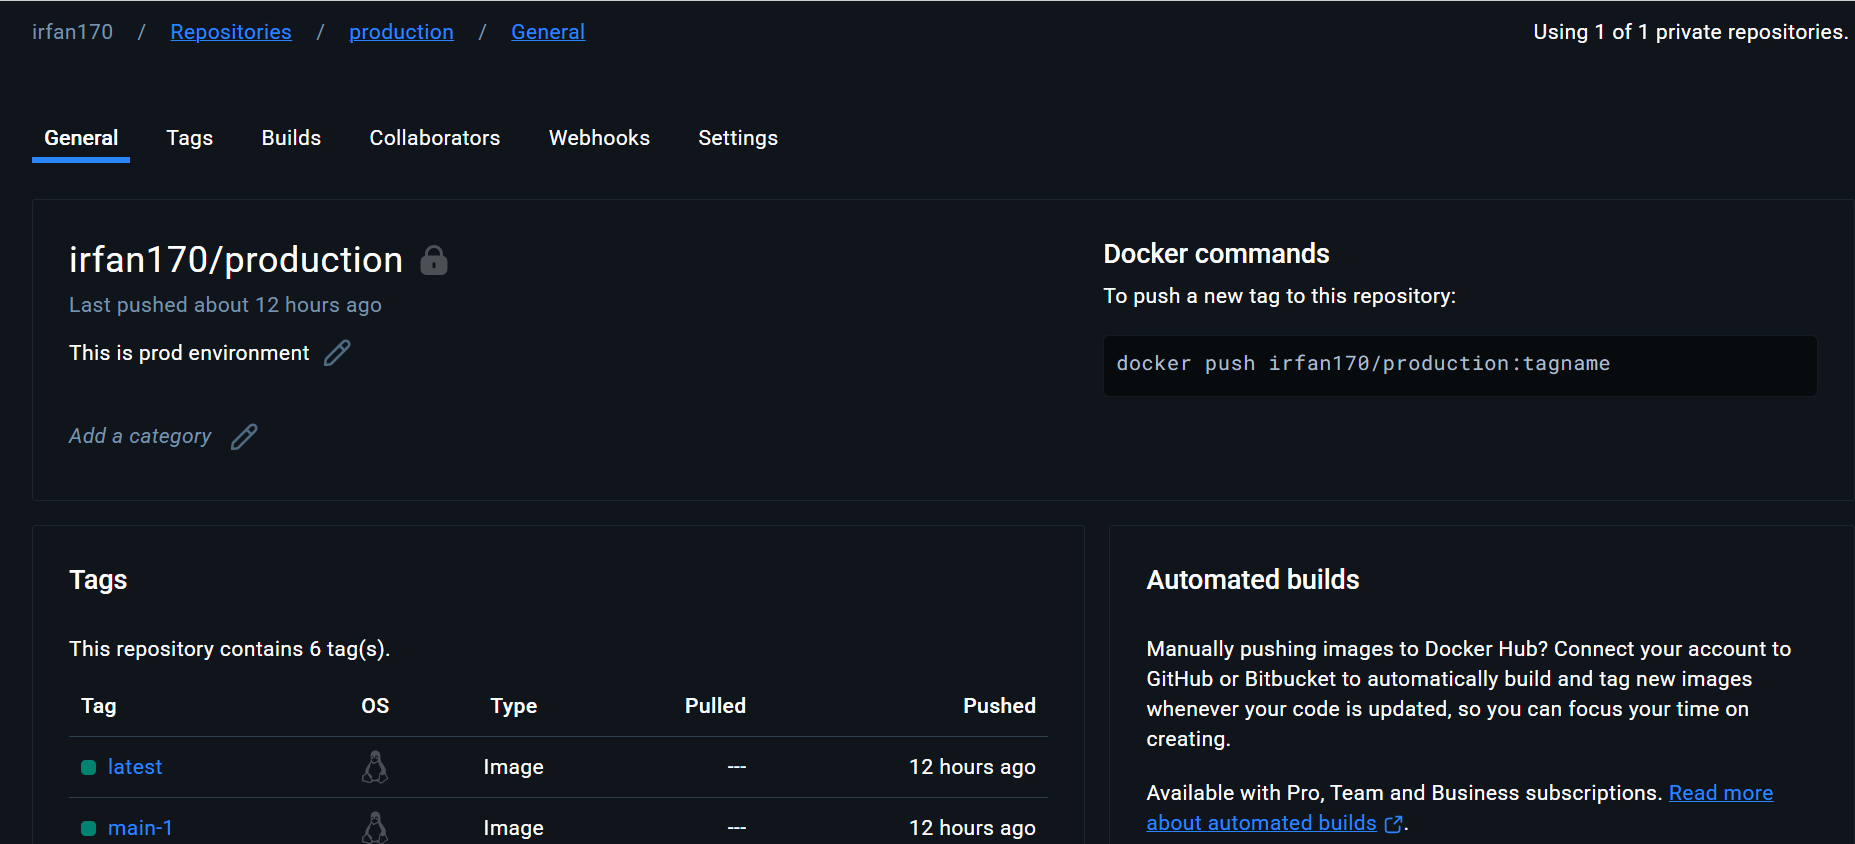 irfan170 / Repositories / production / General
Using 1 of 1 private repositories.
General Tags Builds Collaborators Webhooks Settings
irfan170/production
Last pushed about 12 hours ago
This is prod environment
Add a category
Docker commands
To push a new tag to this repository:
docker push irfan170/production:tagname
Tags
This repository contains 6 tag(s).
Tag OS Type Pulled Pushed
latest Image --- 12 hours ago
main-1 Image --- 12 hours ago
Automated builds
Manually pushing images to Docker Hub? Connect your account to
GitHub or Bitbucket to automatically build and tag new images
whenever your code is updated, so you can focus your time on
creating.
Available with Pro, Team and Business subscriptions. Read more
about automated builds.